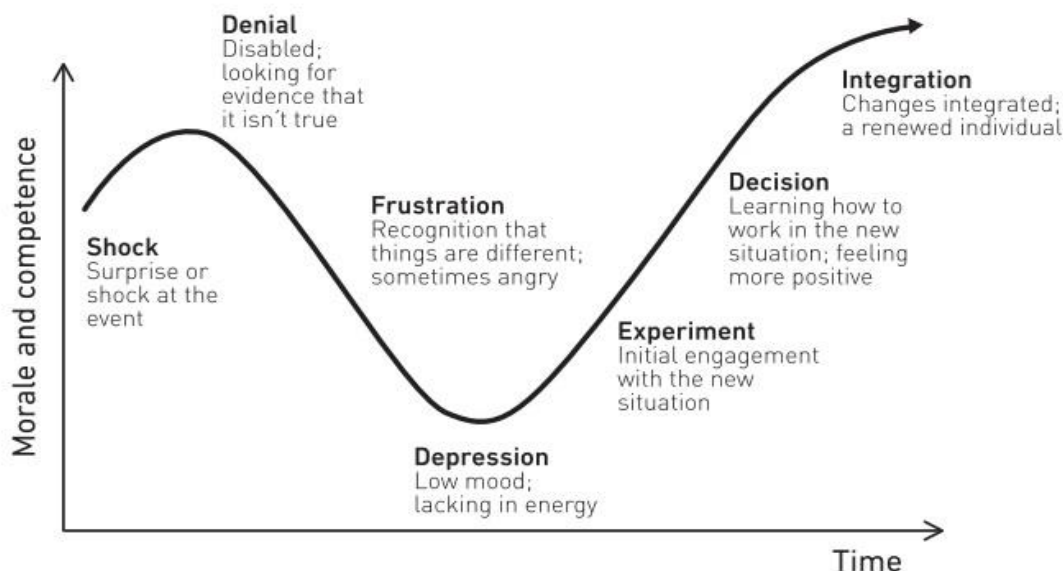 Denial
Disabled;
looking for
evidence that
it isn't true
Integration
Changes integrated;
a renewed individual
Morale and competence
Frustration
Recognition that
things are different;
sometimes angry
Decision
Learning how to
work in the new
situation; feeling
more positive
Shock
Surprise or
shock at the
event
Experiment
Initial engagement
with the new
situation
Depression
Low mood;
lacking in energy
Time